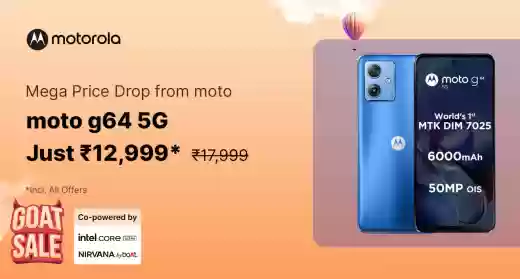 motorola
Mega Price Drop from moto
moto g64 5G
Just ₹12,999* ₹17,999
*Incl. All Offers
GOAT
SALE
Co-powered by
intel core
NIRVANA by boAt
moto g64
5G
World's 1st
MTK DIM 7025
6000mAh
50MP OIS